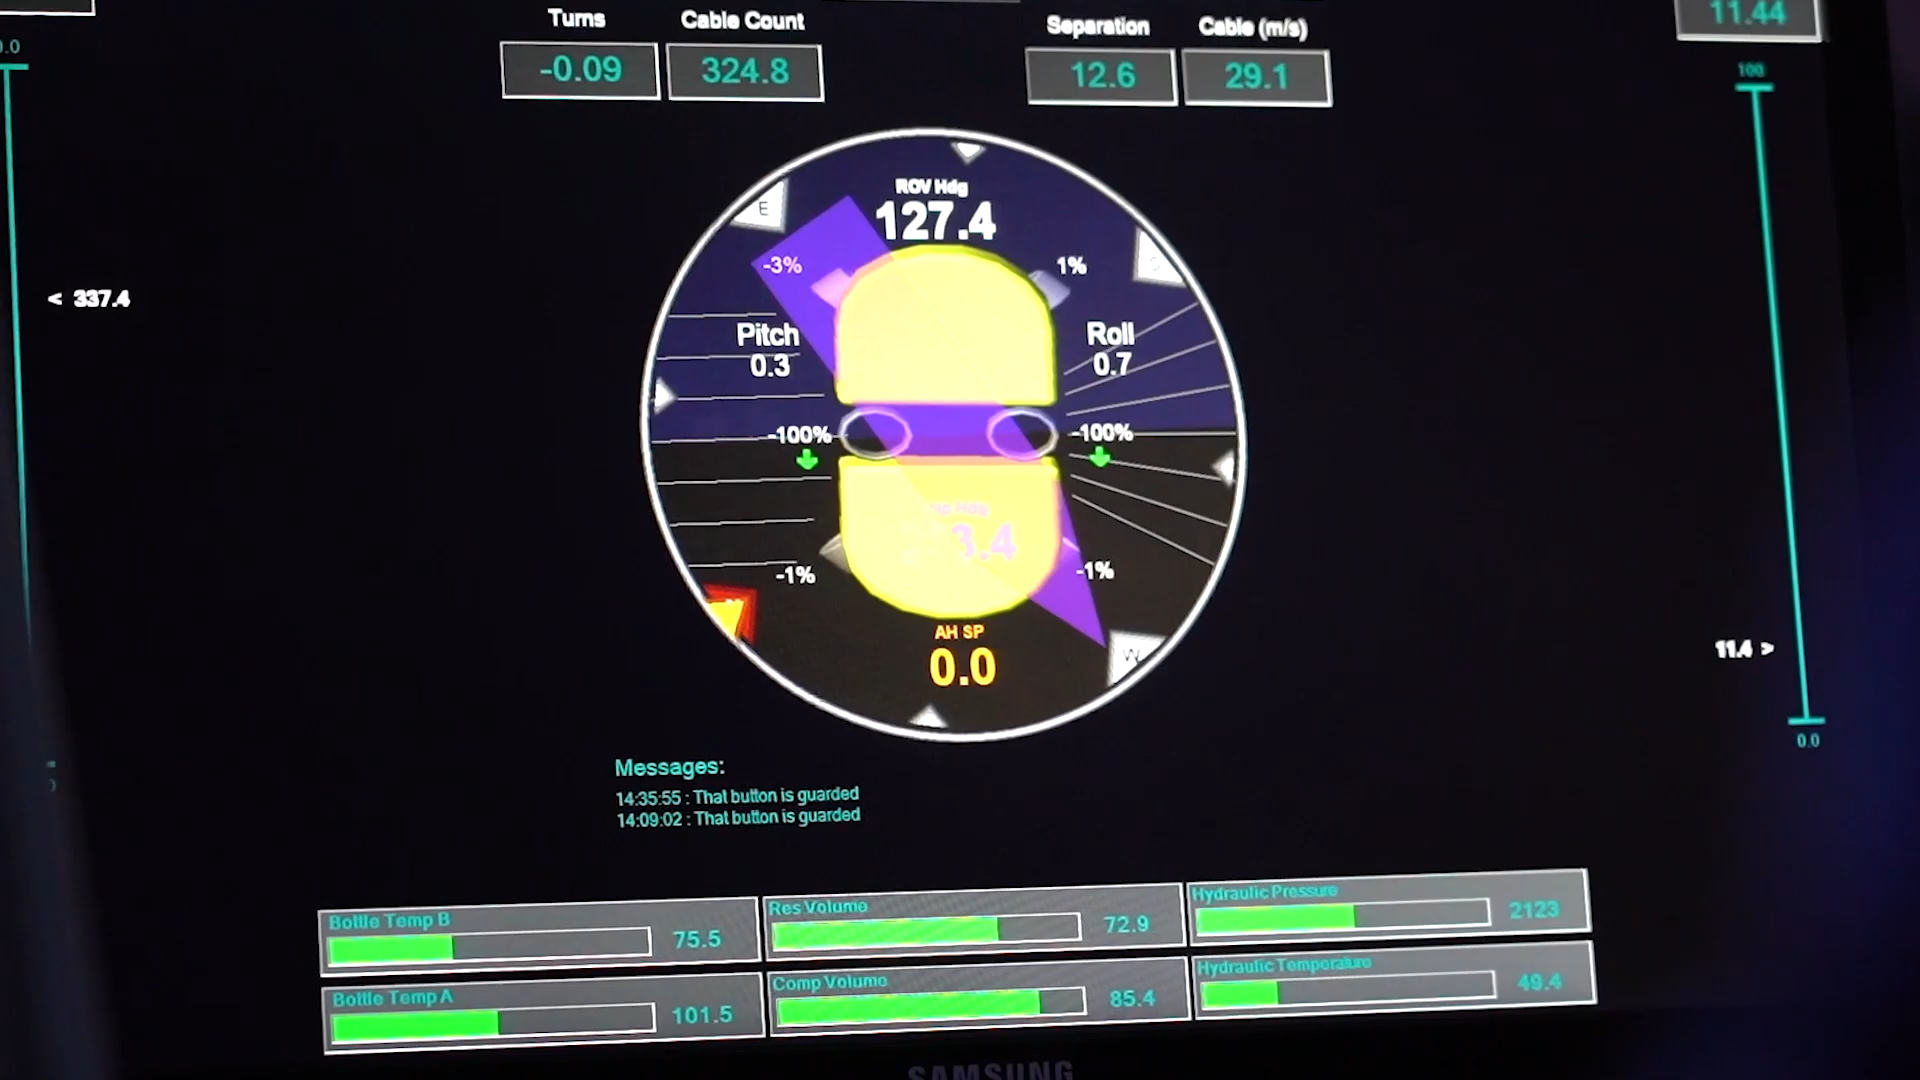 Turns
Cable Count
Separation
Cable (m/s)
-0.09
324.8
12.6
29.1
11.44
100
< 337.4
E
ROV Hdg
127.4
-3%
1%
Pitch
0.3
Roll
0.7
-100%
-100%
Hdg
3.4
-1%
-1%
AH SP
0.0
W
11.4 >
0.0
Messages:
14:35:55 : That button is guarded
14:09:02 : That button is guarded
Bottle Temp B
75.5
Res Volume
72.9
Hydraulic Pressure
2123
Bottle Temp A
101.5
Comp Volume
85.4
Hydraulic Temperature
49.4
SAMSUNG